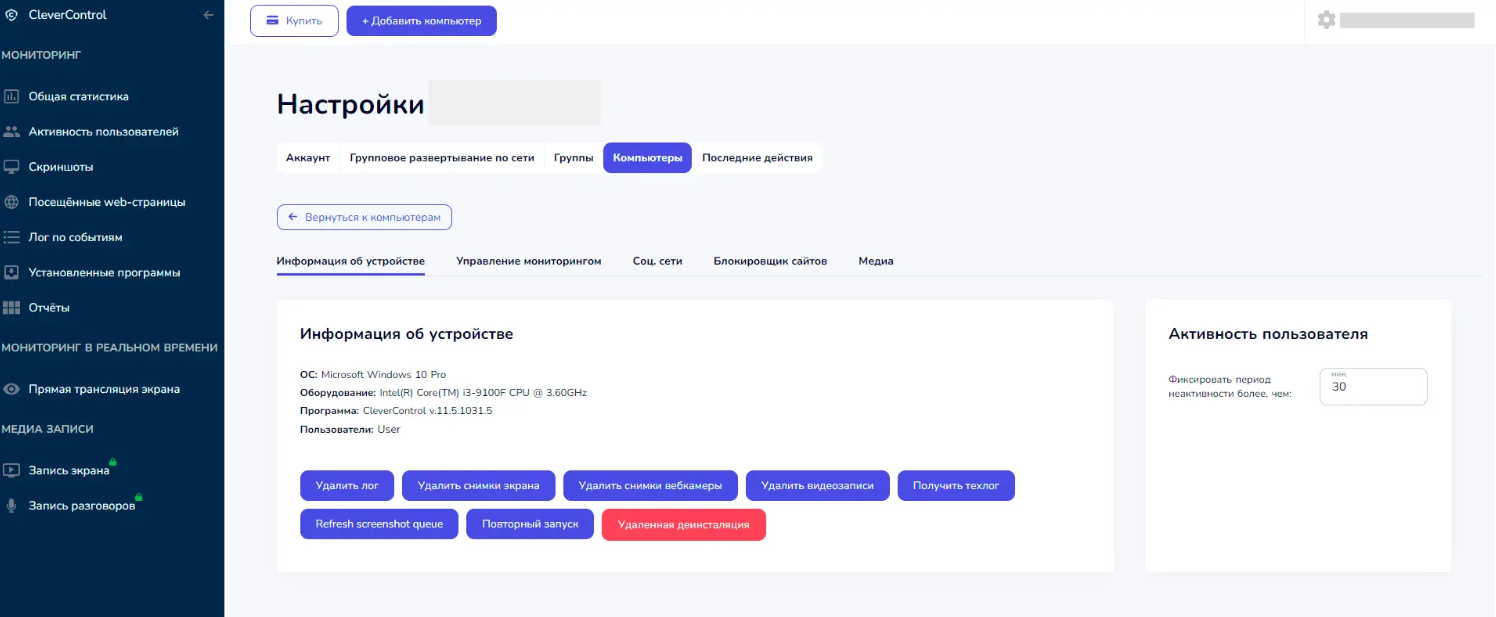 CleverControl
МОНИТОРИНГ
Общая статистика
Активность пользователей
Скриншоты
Посещённые web-страницы
Лог по событиям
Установленные программы
Отчёты
МОНИТОРИНГ В РЕАЛЬНОМ ВРЕМЕНИ
Прямая трансляция экрана
МЕДИА ЗАПИСИ
Запись экрана
Запись разговоров
Купить
+ Добавить компьютер
Настройки
Аккаунт
Групповое развертывание по сети
Группы
Компьютеры
Последние действия
Вернуться к компьютерам
Информация об устройстве
Управление мониторингом
Соц. сети
Блокировщик сайтов
Медиа
Информация об устройстве
ОС: Microsoft Windows 10 Pro
Оборудование: Intel(R) Core(TM) i3-9100F CPU @ 3.60GHz
Программа: CleverControl v.11.5.1031.5
Пользователи: User
Удалить лог
Удалить снимки экрана
Удалить снимки вебкамеры
Удалить видеозаписи
Получить техлог
Refresh screenshot queue
Повторный запуск
Удаленная деинсталяция
Активность пользователя
Фиксировать период
неактивности более, чем:
мин.
30